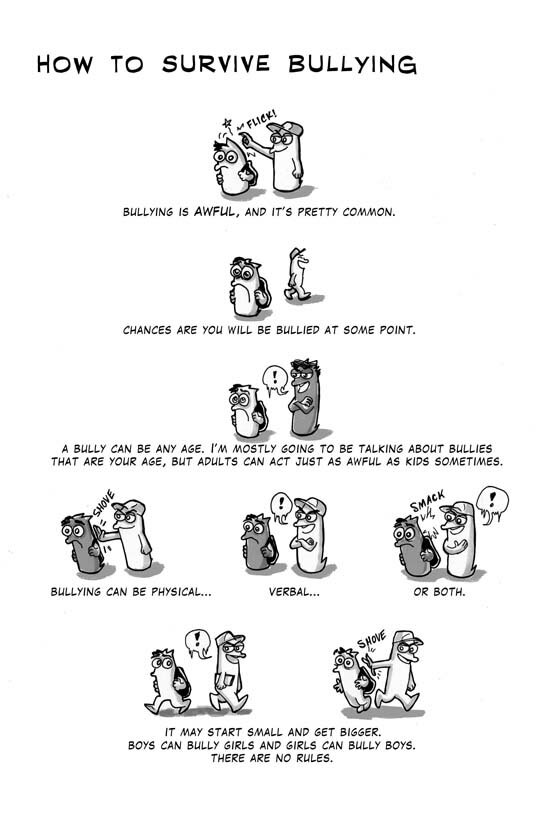 HOW TO SURVIVE BULLYING
FLICK!
BULLYING IS AWFUL, AND IT'S PRETTY COMMON.
CHANCES ARE YOU WILL BE BULLIED AT SOME POINT.
!
A BULLY CAN BE ANY AGE. I'M MOSTLY GOING TO BE TALKING ABOUT BULLIES
THAT ARE YOUR AGE, BUT ADULTS CAN ACT JUST AS AWFUL AS KIDS SOMETIMES.
SHOVE
BULLYING CAN BE PHYSICAL...
!
VERBAL...
SMACK
!
OR BOTH.
!
SHOVE
IT MAY START SMALL AND GET BIGGER.
BOYS CAN BULLY GIRLS AND GIRLS CAN BULLY BOYS.
THERE ARE NO RULES.